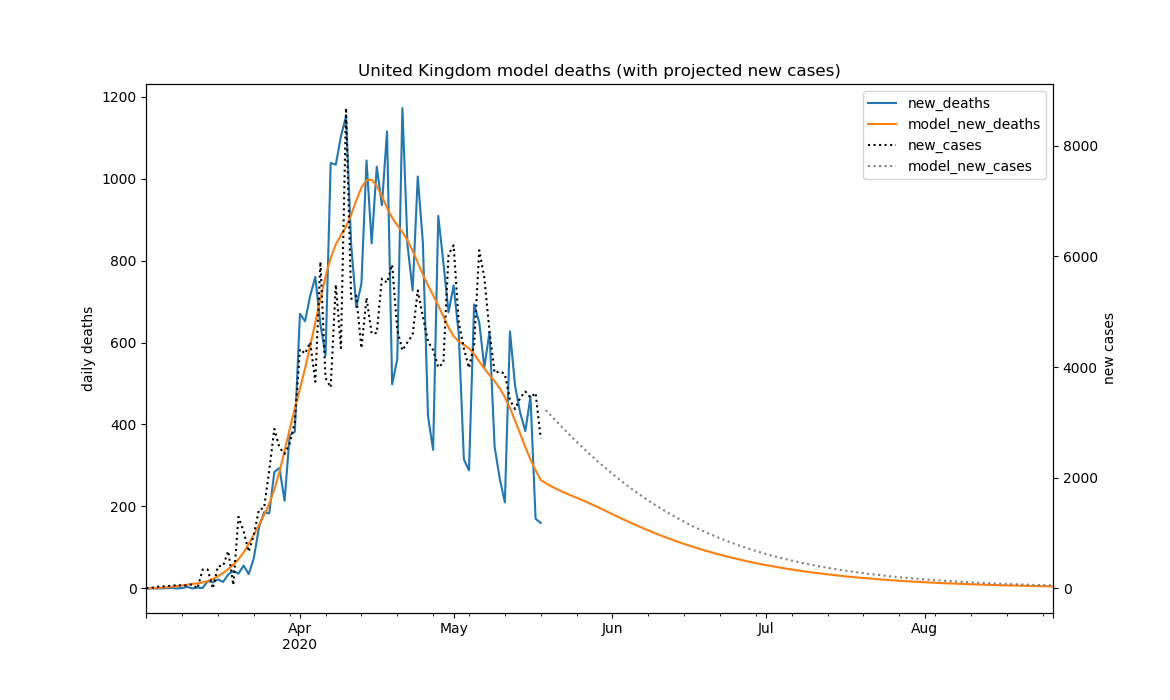 United Kingdom model deaths (with projected new cases)
new_deaths
model_new_deaths
new_cases
model_new_cases
1200
1000
800
600
400
200
0
daily deaths
8000
6000
4000
2000
0
new cases
Apr
2020
May
Jun
Jul
Aug